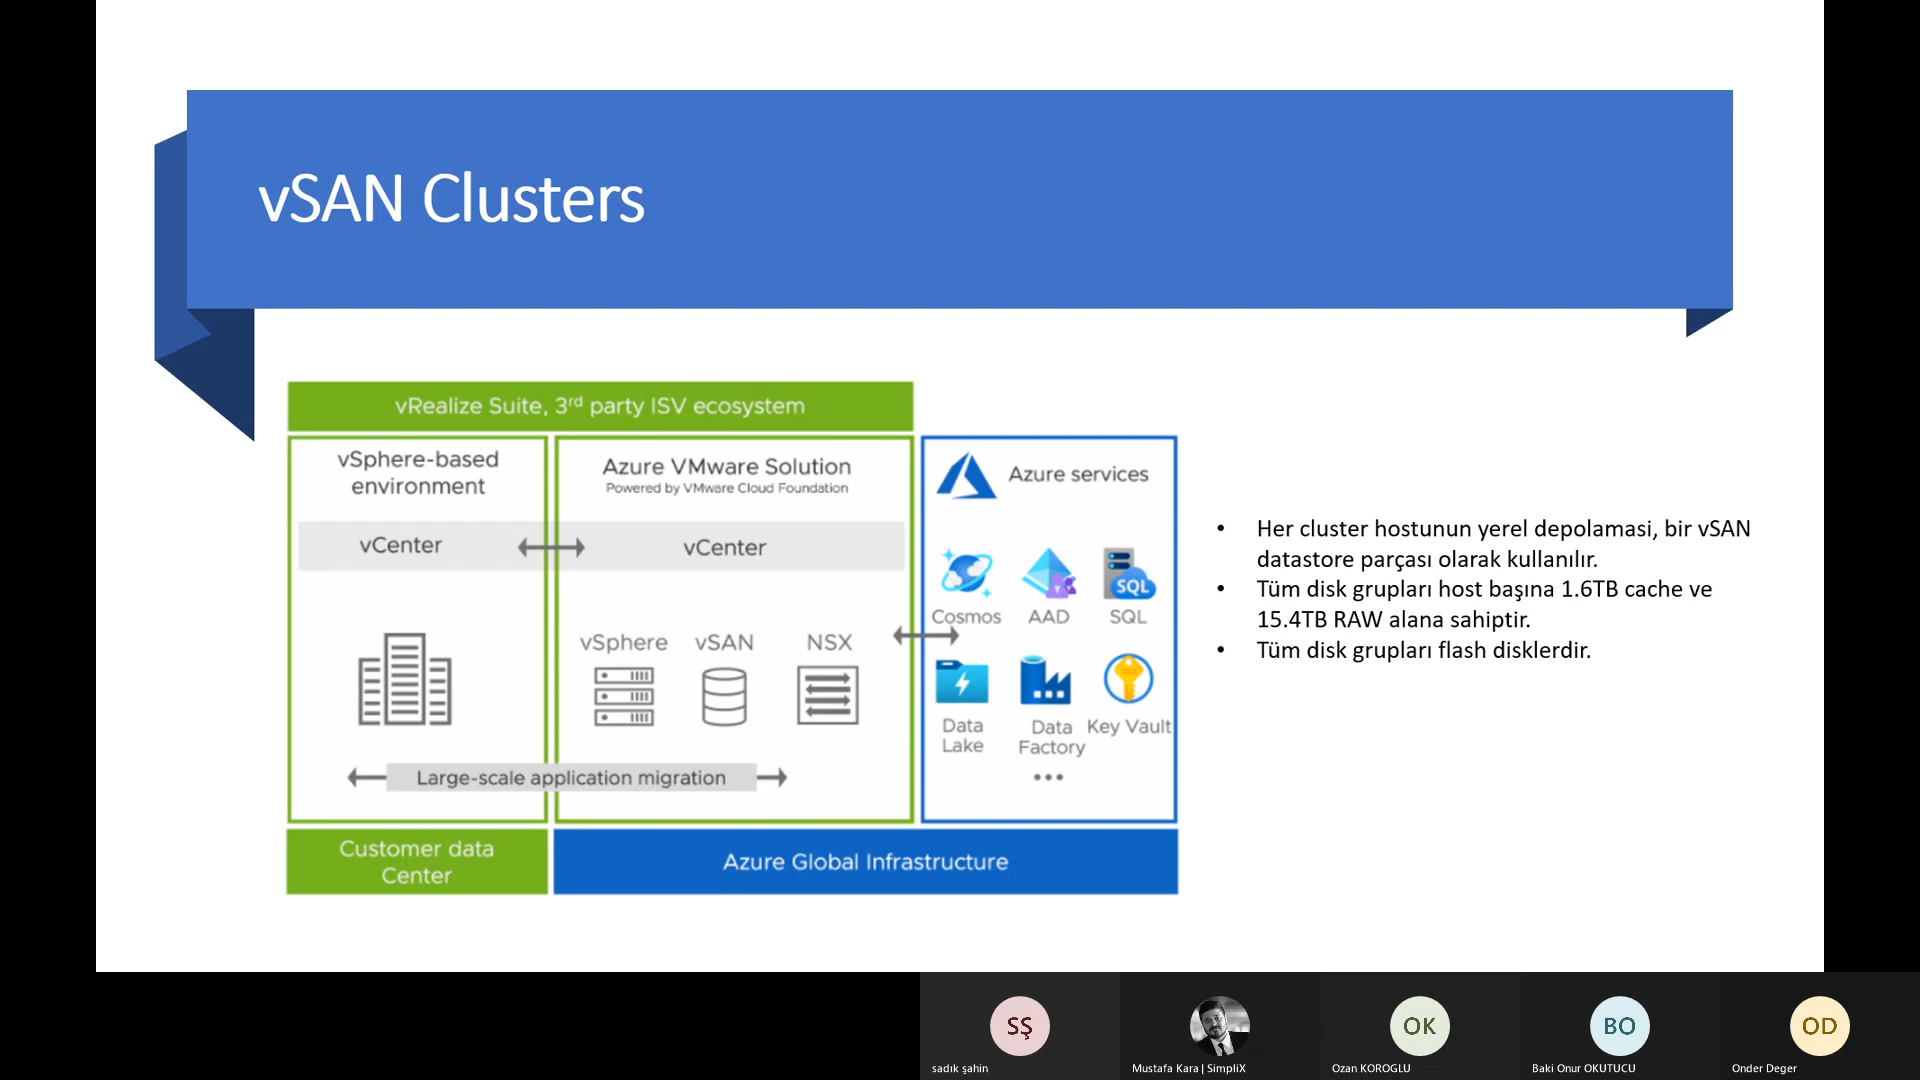 vSAN Clusters
vRealize Suite, 3rd party ISV ecosystem
vSphere-based
environment
vCenter
Azure VMware Solution
Powered by VMware Cloud Foundation
vCenter
vSphere
vSAN
NSX
Large-scale application migration
Azure services
Cosmos
AAD
SQL
SQL
Data
Lake
Data
Factory
Key Vault
•••
Customer data
Center
Azure Global Infrastructure
• Her cluster hostunun yerel depolamasi, bir vSAN
datastore parçası olarak kullanılır.
• Tüm disk grupları host başına 1.6TB cache ve
15.4TB RAW alana sahiptir.
• Tüm disk grupları flash disklerdir.
SŞ
sadık şahin
Mustafa Kara | SimpliX
OK
Ozan KOROGLU
BO
Baki Onur OKUTUCU
OD
Onder Deger